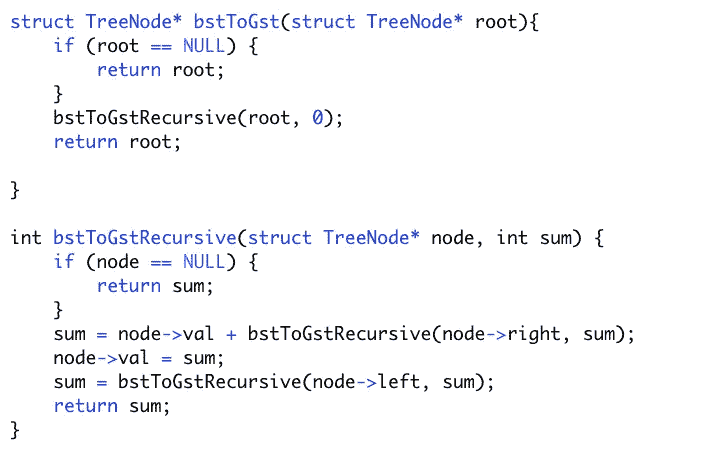 struct TreeNode* bstToGst(struct TreeNode* root){
    if (root == NULL) {
        return root;
    }
    bstToGstRecursive(root, 0);
    return root;

}

int bstToGstRecursive(struct TreeNode* node, int sum) {
    if (node == NULL) {
        return sum;
    }
    sum = node->val + bstToGstRecursive(node->right, sum);
    node->val = sum;
    sum = bstToGstRecursive(node->left, sum);
    return sum;
}